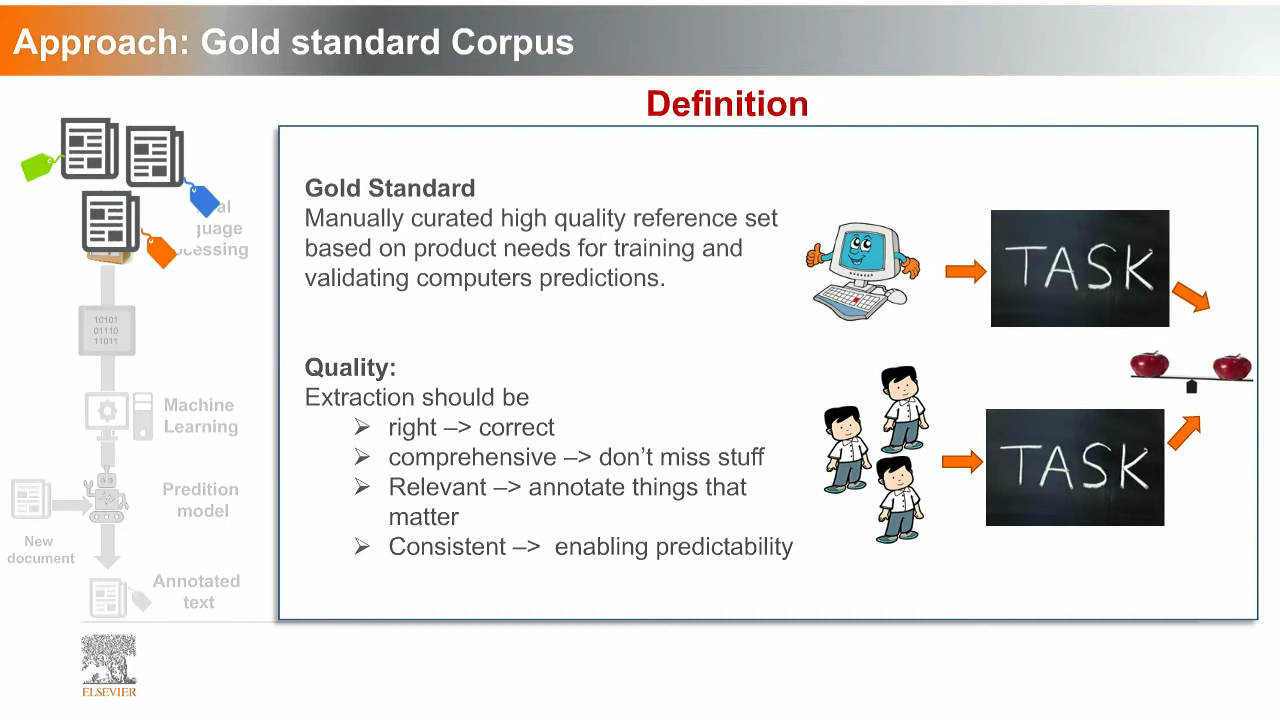 Approach: Gold standard Corpus
Definition
Gold Standard
Manually curated high quality reference set
based on product needs for training and
validating computers predictions.
Quality:
Extraction should be
➢ right –> correct
➢ comprehensive –> don't miss stuff
➢ Relevant –> annotate things that
matter
➢ Consistent –> enabling predictability
TASK
TASK
10101
01110
11011
Machine
Learning
Predition
model
New
document
Annotated
text
ELSEVIER